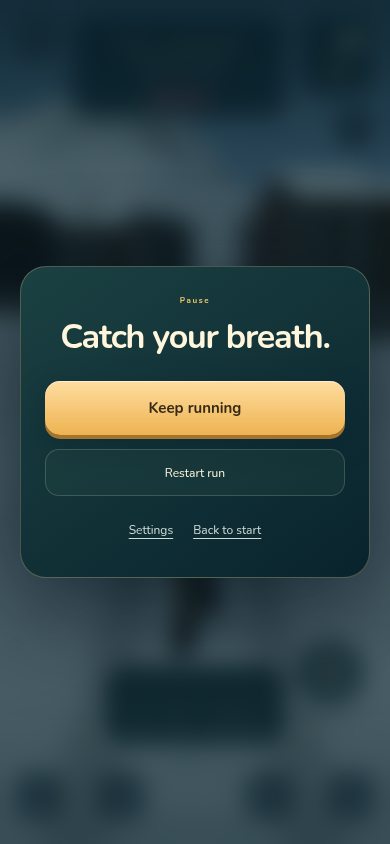 Pause
Catch your breath.
Keep running
Restart run
Settings Back to start